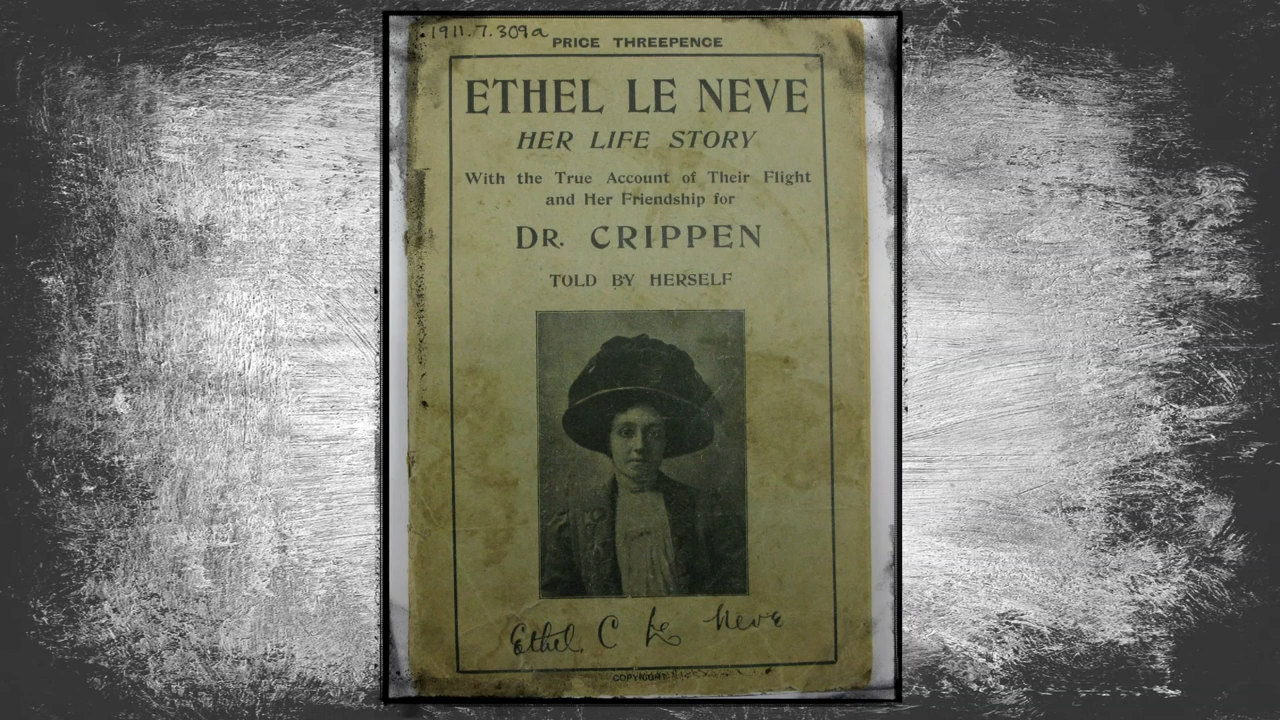 1911.7.309a
PRICE THREEPENCE
ETHEL LE NEVE
HER LIFE STORY
With the True Account of Their Flight
and Her Friendship for
DR. CRIPPEN
TOLD BY HERSELF
Ethel C Le Neve
COPYRIGHT